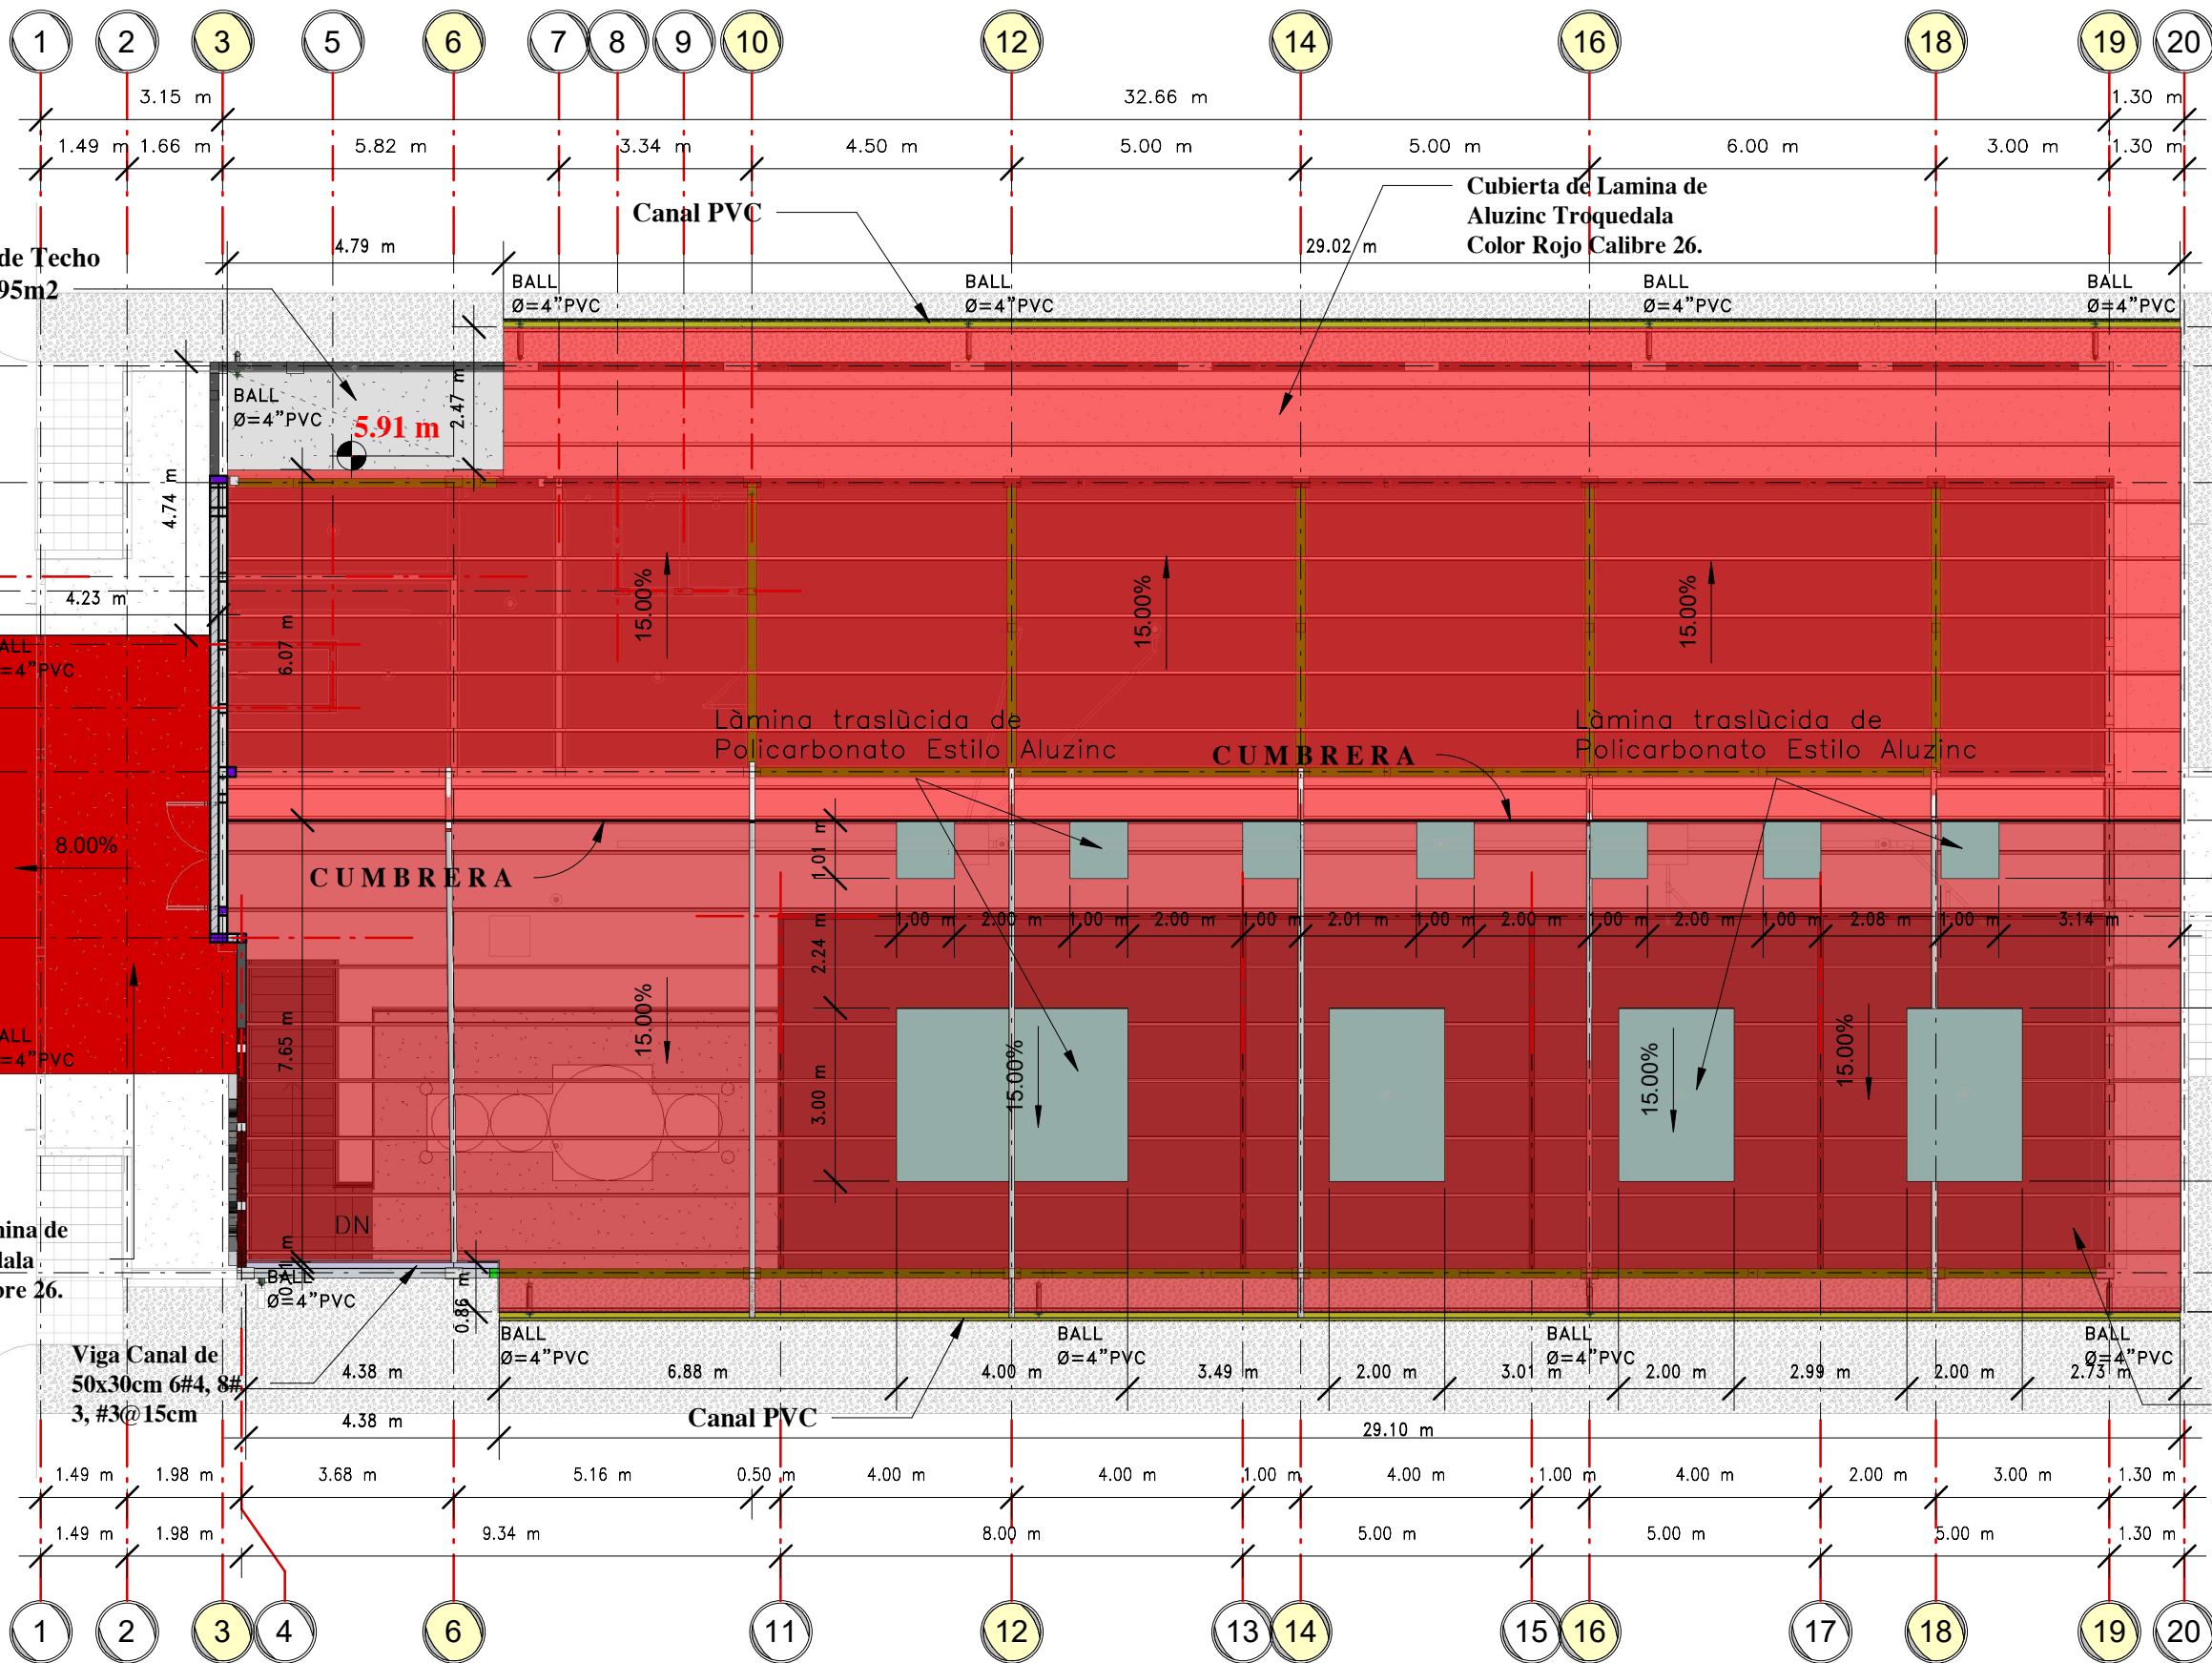 1 2 3 5 6 7 8 9 10 12 14 16 18 19 20
3.15 m 32.66 m 1.30 m
1.49 m 1.66 m 5.82 m 3.34 m 4.50 m 5.00 m 5.00 m 6.00 m 3.00 m 1.30 m
Canal PVC
Cubierta de Lamina de
Aluzinc Troquedala
Color Rojo Calibre 26.
4.79 m 29.02 m
de Techo
95m2
BALL
Ø=4"PVC
BALL
Ø=4"PVC
BALL
Ø=4"PVC
BALL
Ø=4"PVC
BALL
Ø=4"PVC
5.91 m
2.47 m
4.74 m
4.23 m
6.07 m
15.00%
15.00%
15.00%
ALL
=4"PVC
Làmina traslùcida de
Policarbonato Estilo Aluzinc
CUMBRERA
Làmina traslùcida de
Policarbonato Estilo Aluzinc
8.00%
CUMBRERA
1.01 m
1.00 m 2.00 m 1.00 m 2.00 m 1.00 m 2.01 m 1.00 m 2.00 m 1.00 m 2.00 m 1.00 m 2.08 m 1.00 m 3.14 m
2.24 m
15.00%
15.00%
15.00%
15.00%
7.65 m
3.00 m
ALL
=4"PVC
DN
mina de
dala
bre 26.
BALL
Ø=4"PVC
0.86 m
Viga Canal de
50x30cm 6#4, 8#
3, #3@15cm
BALL
Ø=4"PVC
BALL
Ø=4"PVC
BALL
Ø=4"PVC
BALL
Ø=4"PVC
4.38 m 6.88 m 4.00 m 3.49 m 2.00 m 3.01 m 2.00 m 2.99 m 2.00 m 2.73 m
Canal PVC
4.38 m 29.10 m
1.49 m 1.98 m 3.68 m 5.16 m 0.50 m 4.00 m 4.00 m 1.00 m 4.00 m 1.00 m 4.00 m 2.00 m 3.00 m 1.30 m
1.49 m 1.98 m 9.34 m 8.00 m 5.00 m 5.00 m 5.00 m 1.30 m
1 2 3 4 6 11 12 13 14 15 16 17 18 19 20